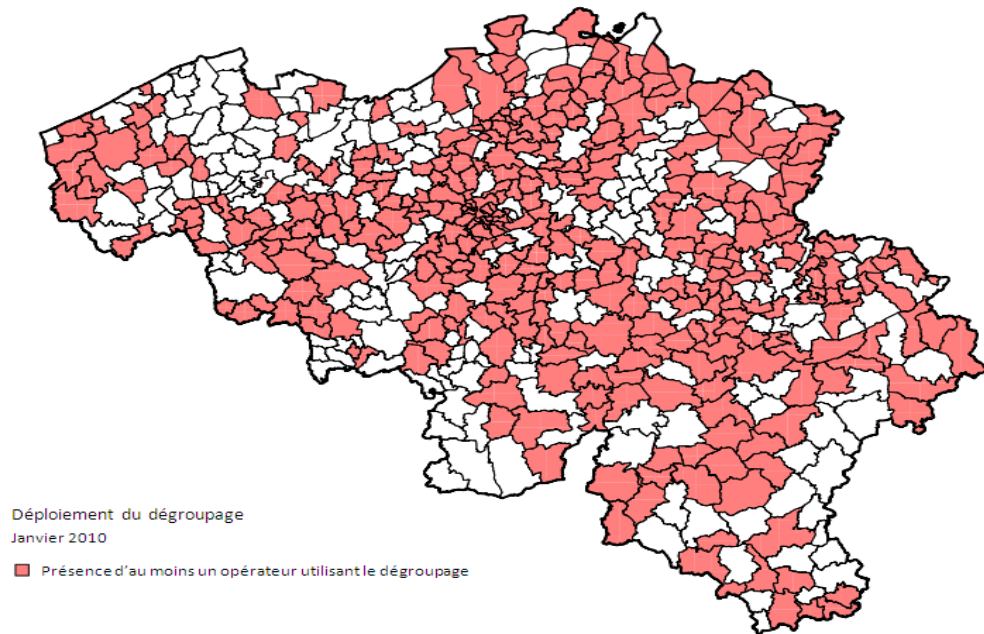 Déploiement du dégroupage
Janvier 2010
Présence d'au moins un opérateur utilisant le dégroupage